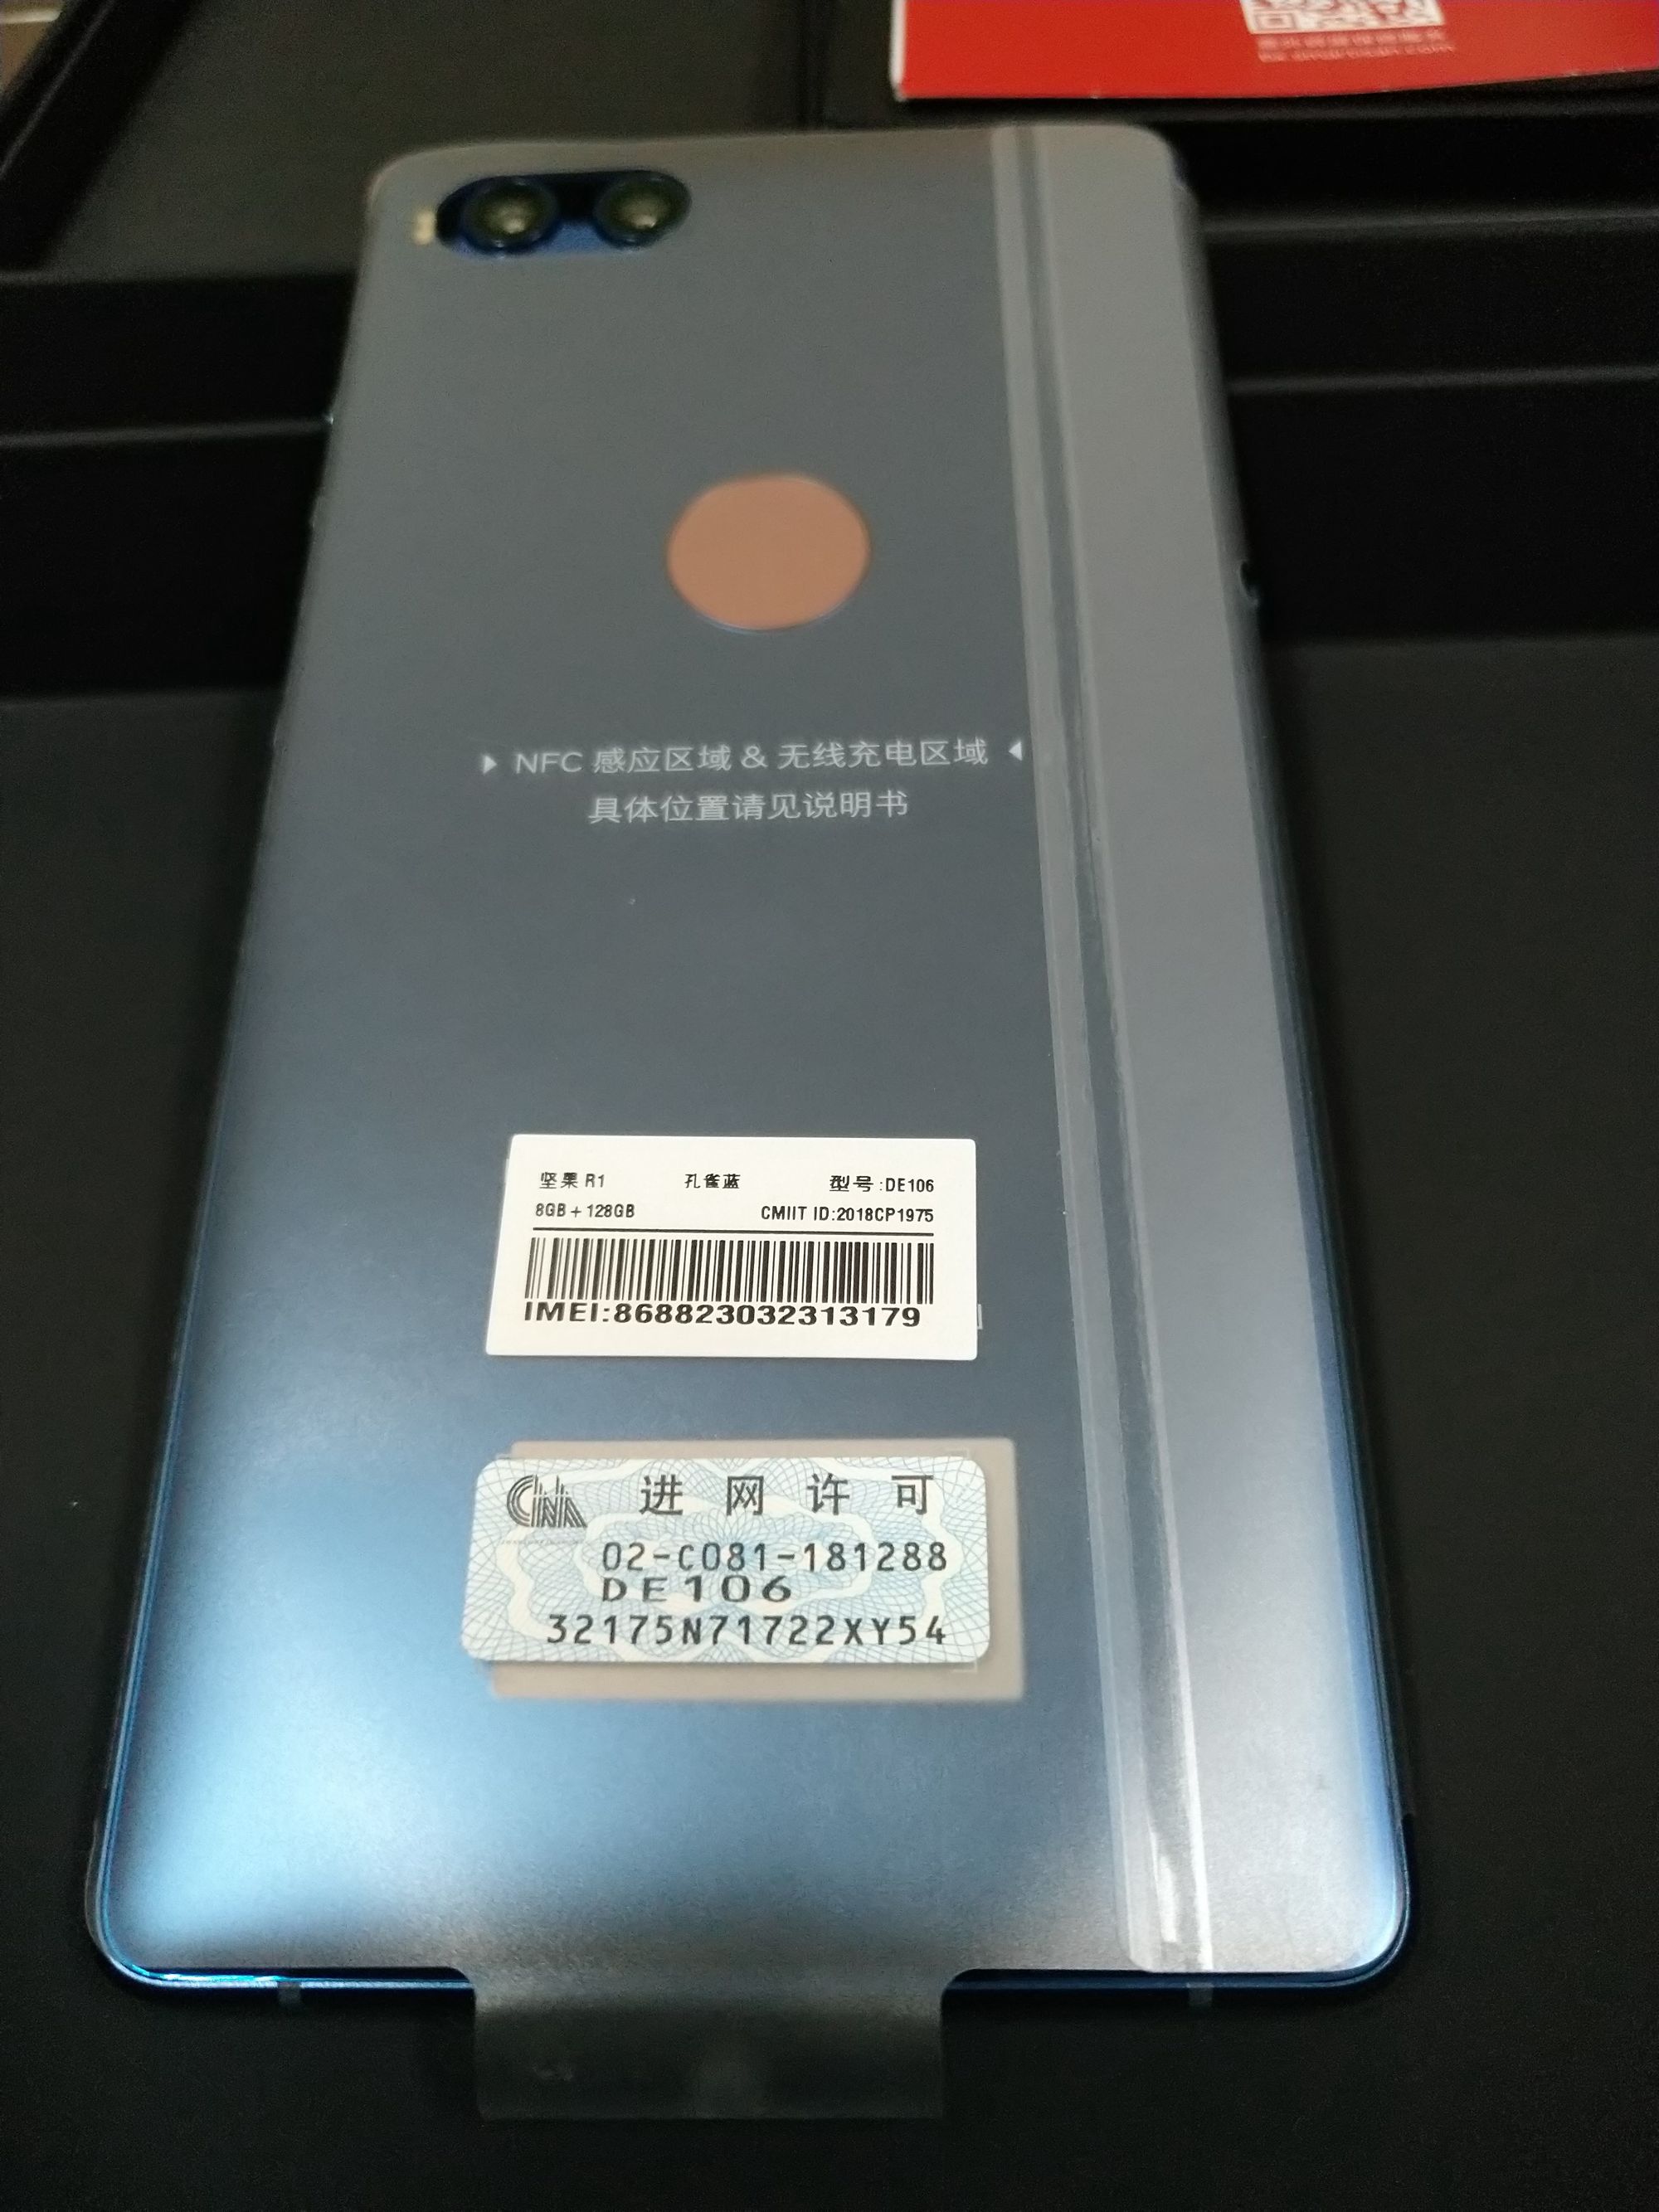 NFC 感应区域 & 无线充电区域
具体位置请见说明书
坚果 R1 孔雀蓝 型号:DE106
8GB+128GB CMIIT ID:2018CP1975
IMEI:868823032313179
CNA 进网许可
02-C081-181288
DE106
32175N71722XY54